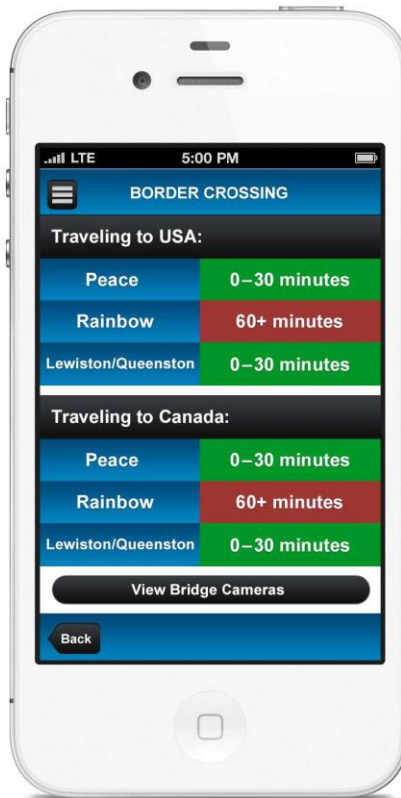 LTE 5:00 PM
BORDER CROSSING
Traveling to USA:
Peace 0–30 minutes
Rainbow 60+ minutes
Lewiston/Queenston 0–30 minutes
Traveling to Canada:
Peace 0–30 minutes
Rainbow 60+ minutes
Lewiston/Queenston 0–30 minutes
View Bridge Cameras
Back